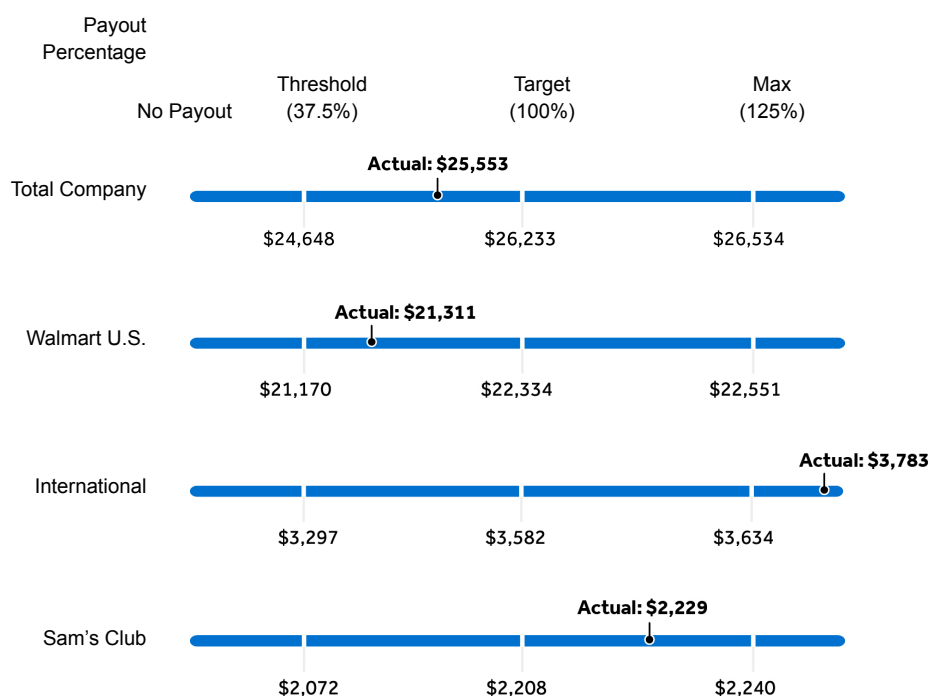 Payout
Percentage
Threshold Target Max
No Payout (37.5%) (100%) (125%)
Actual: $25,553
Total Company
$24,648 $26,233 $26,534
Actual: $21,311
Walmart U.S.
$21,170 $22,334 $22,551
Actual: $3,783
International
$3,297 $3,582 $3,634
Actual: $2,229
Sam's Club
$2,072 $2,208 $2,240